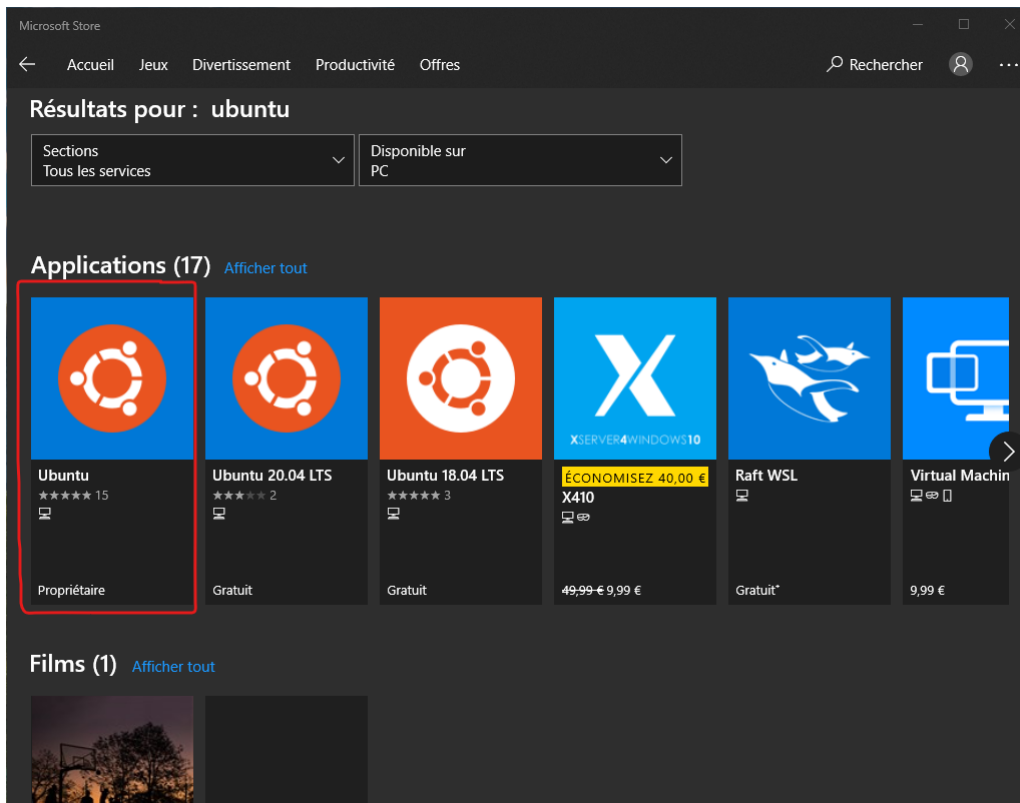 Microsoft Store
Accueil Jeux Divertissement Productivité Offres Rechercher
Résultats pour : ubuntu
Sections
Tous les services
Disponible sur
PC
Applications (17) Afficher tout
Ubuntu
15
Propriétaire
Ubuntu 20.04 LTS
2
Gratuit
Ubuntu 18.04 LTS
3
Gratuit
XSERVER4WINDOWS10
ÉCONOMISEZ 40,00 €
X410
49,99 € 9,99 €
Raft WSL
Gratuit*
Virtual Machin
9,99 €
Films (1) Afficher tout